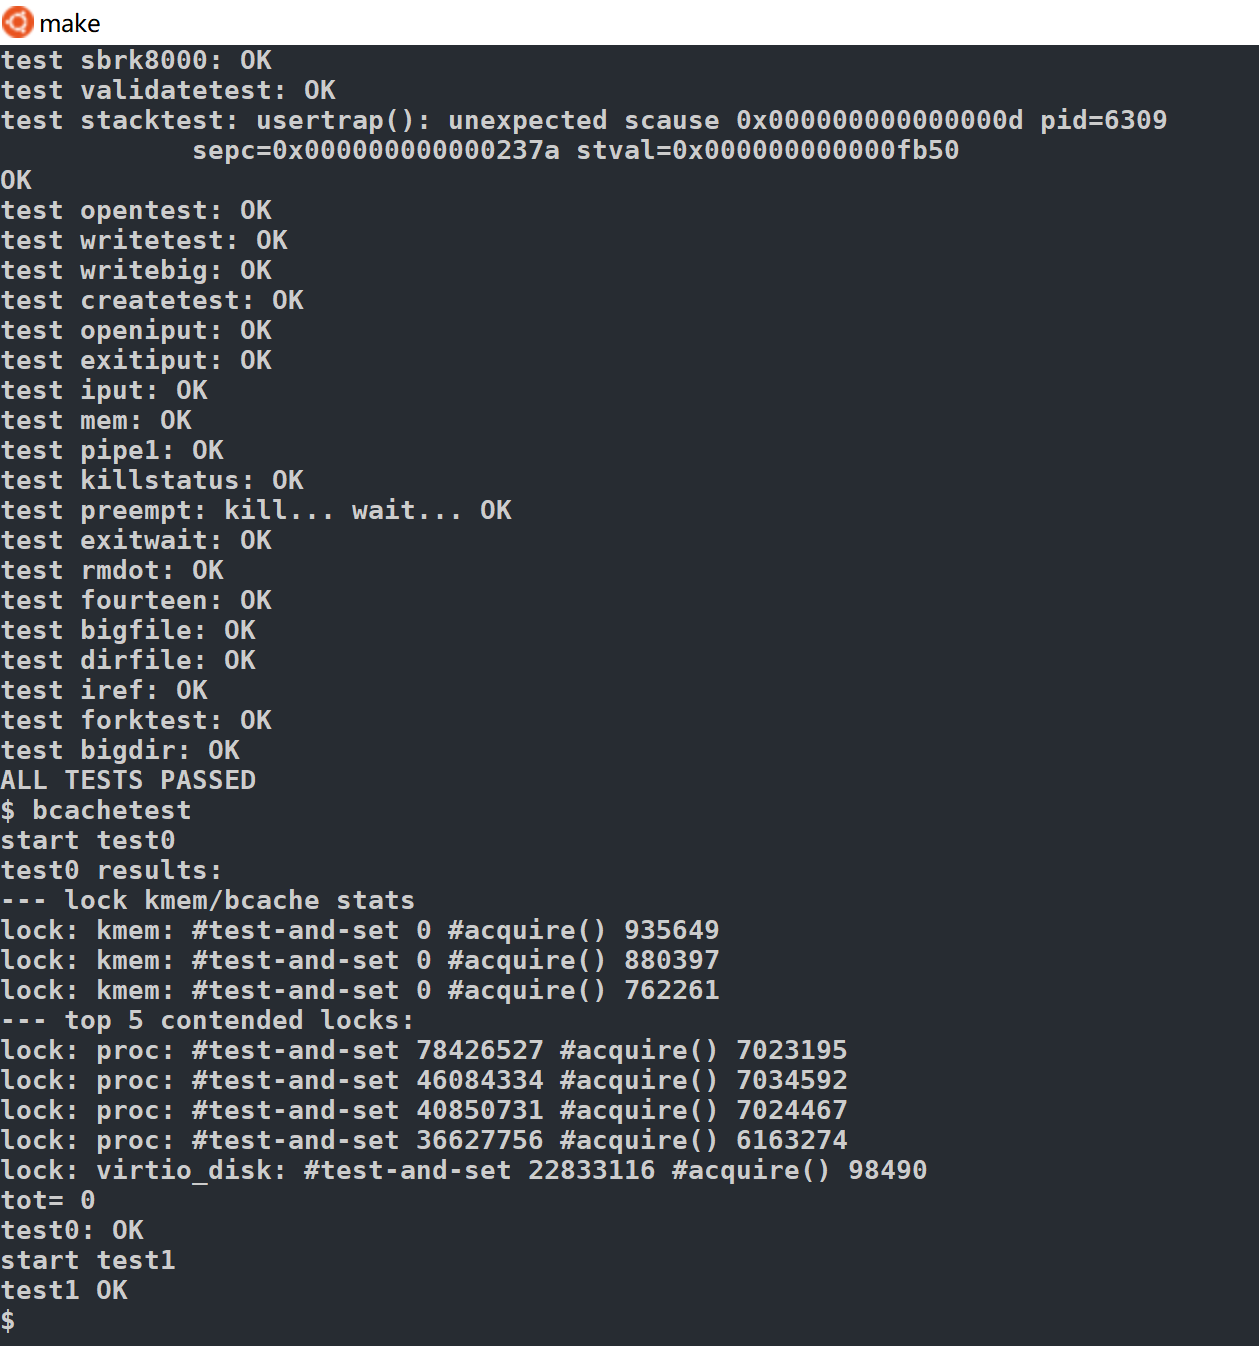 make
test sbrk8000: OK
test validatetest: OK
test stacktest: usertrap(): unexpected scause 0x000000000000000d pid=6309
            sepc=0x000000000000237a stval=0x000000000000fb50
OK
test opentest: OK
test writetest: OK
test writebig: OK
test createtest: OK
test openiput: OK
test exitiput: OK
test iput: OK
test mem: OK
test pipe1: OK
test killstatus: OK
test preempt: kill... wait... OK
test exitwait: OK
test rmdot: OK
test fourteen: OK
test bigfile: OK
test dirfile: OK
test iref: OK
test forktest: OK
test bigdir: OK
ALL TESTS PASSED
$ bcachetest
start test0
test0 results:
--- lock kmem/bcache stats
lock: kmem: #test-and-set 0 #acquire() 935649
lock: kmem: #test-and-set 0 #acquire() 880397
lock: kmem: #test-and-set 0 #acquire() 762261
--- top 5 contended locks:
lock: proc: #test-and-set 78426527 #acquire() 7023195
lock: proc: #test-and-set 46084334 #acquire() 7034592
lock: proc: #test-and-set 40850731 #acquire() 7024467
lock: proc: #test-and-set 36627756 #acquire() 6163274
lock: virtio_disk: #test-and-set 22833116 #acquire() 98490
tot= 0
test0: OK
start test1
test1 OK
$